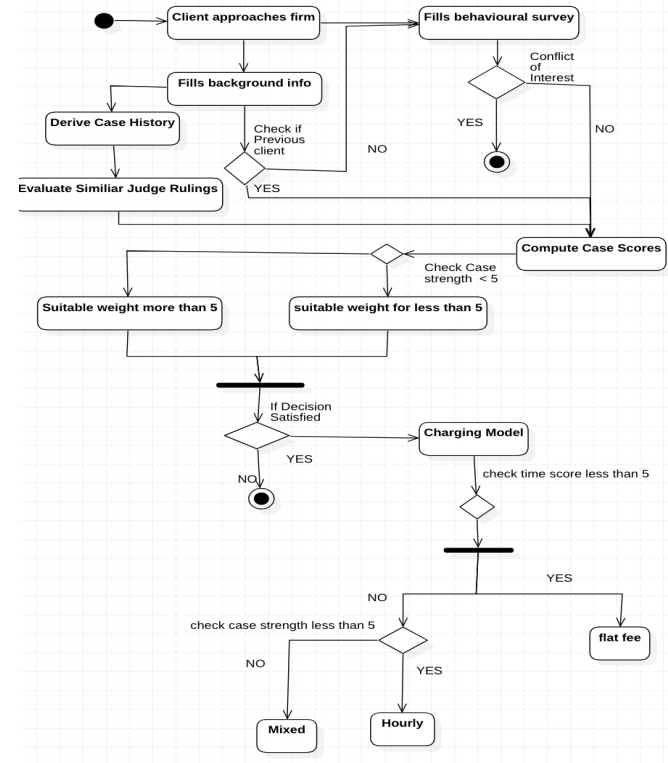 Client approaches firm
Fills behavioural survey
Conflict
of
Interest
Fills background info
Derive Case History
Check if
Previous
client
YES
NO
NO
YES
Evaluate Similiar Judge Rulings
Compute Case Scores
Check Case
strength < 5
Suitable weight more than 5
suitable weight for less than 5
If Decision
Satisfied
Charging Model
YES
NO
check time score less than 5
YES
NO
check case strength less than 5
flat fee
NO
YES
Mixed
Hourly